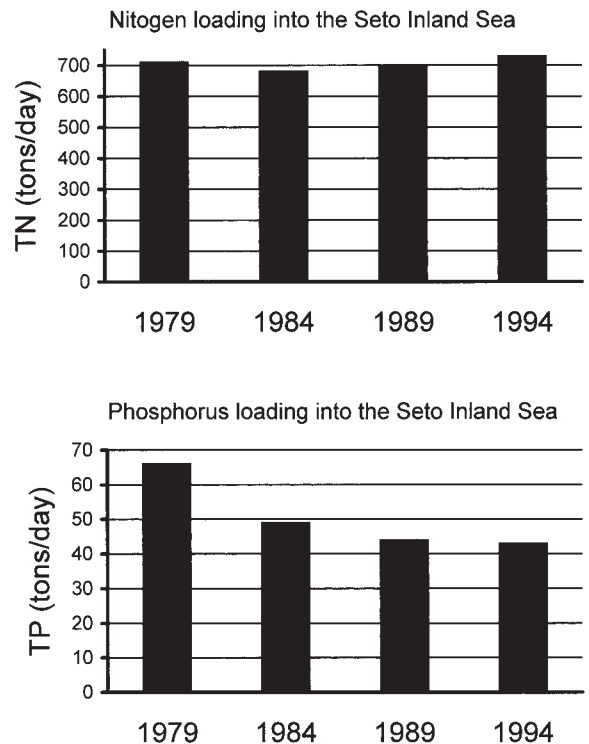 Nitogen loading into the Seto Inland Sea
TN (tons/day)
700
600
500
400
300
200
100
0
1979 1984 1989 1994
Phosphorus loading into the Seto Inland Sea
TP (tons/day)
70
60
50
40
30
20
10
0
1979 1984 1989 1994